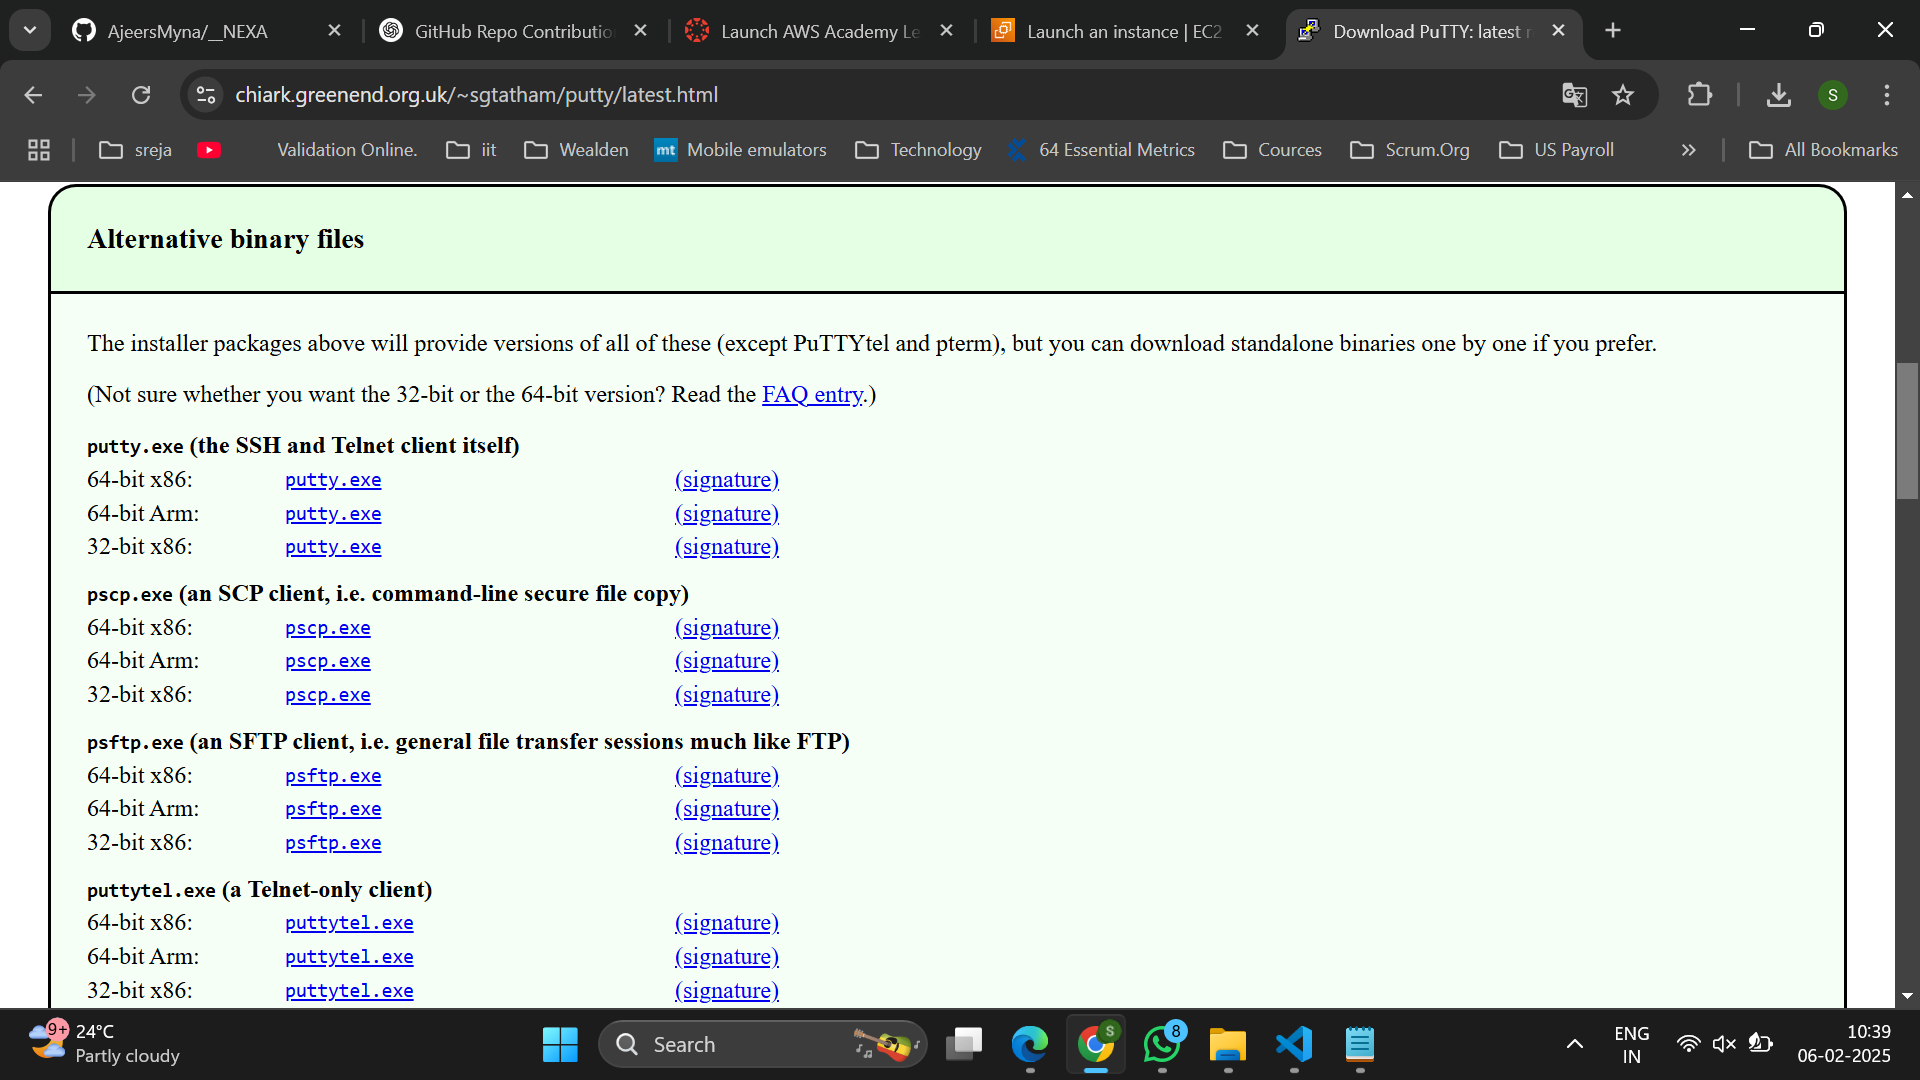 AjeersMyna/__NEXA
GitHub Repo Contributio
Launch AWS Academy Le
Launch an instance | EC2
Download PuTTY: latest r
chiark.greenend.org.uk/~sgtatham/putty/latest.html
S
sreja
Validation Online.
iit
Wealden
mt Mobile emulators
Technology
64 Essential Metrics
Cources
Scrum.Org
US Payroll
All Bookmarks
Alternative binary files
The installer packages above will provide versions of all of these (except PuTTYtel and pterm), but you can download standalone binaries one by one if you prefer.
(Not sure whether you want the 32-bit or the 64-bit version? Read the FAQ entry.)
putty.exe (the SSH and Telnet client itself)
64-bit x86: putty.exe (signature)
64-bit Arm: putty.exe (signature)
32-bit x86: putty.exe (signature)
pscp.exe (an SCP client, i.e. command-line secure file copy)
64-bit x86: pscp.exe (signature)
64-bit Arm: pscp.exe (signature)
32-bit x86: pscp.exe (signature)
psftp.exe (an SFTP client, i.e. general file transfer sessions much like FTP)
64-bit x86: psftp.exe (signature)
64-bit Arm: psftp.exe (signature)
32-bit x86: psftp.exe (signature)
puttytel.exe (a Telnet-only client)
64-bit x86: puttytel.exe (signature)
64-bit Arm: puttytel.exe (signature)
32-bit x86: puttytel.exe (signature)
9+
24°C
Partly cloudy
Search
S
8
ENG
IN
10:39
06-02-2025